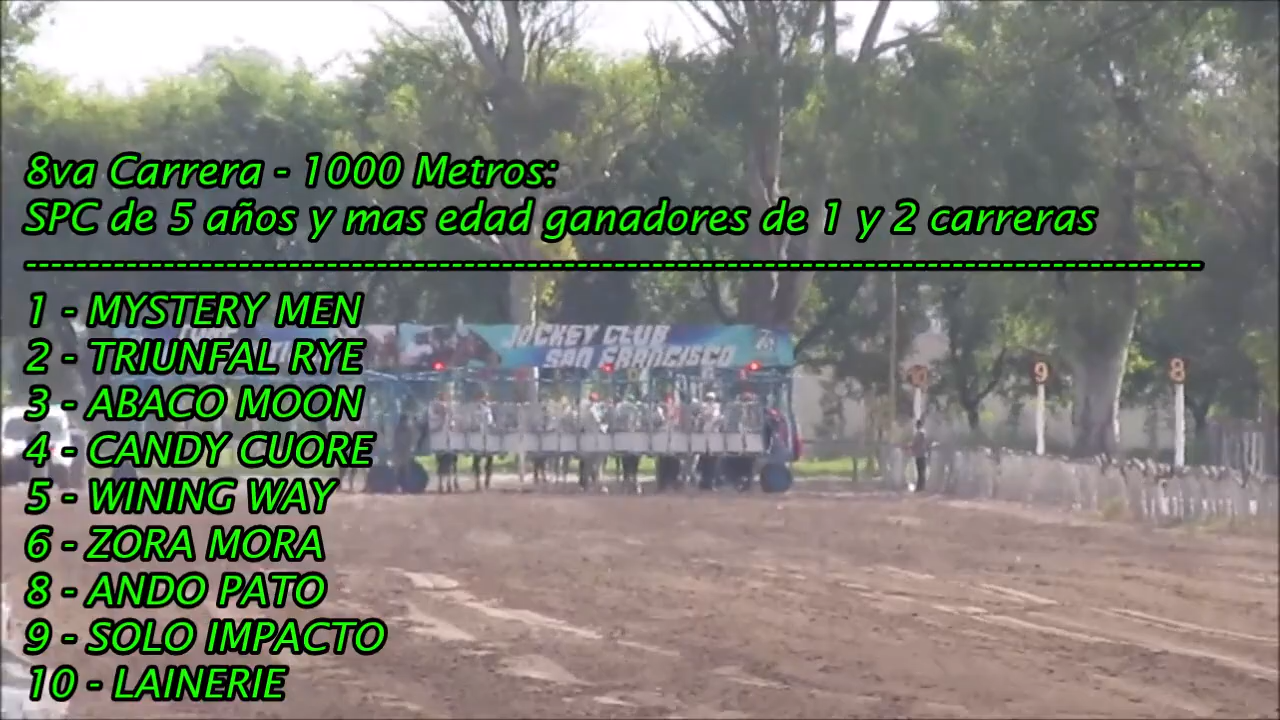 8va Carrera - 1000 Metros:
SPC de 5 años y mas edad ganadores de 1 y 2 carreras
--------------------------------------------------------------------------------------------
1 - MYSTERY MEN
2 - TRIUNFAL RYE
3 - ABACO MOON
4 - CANDY CUORE
5 - WINING WAY
6 - ZORA MORA
8 - ANDO PATO
9 - SOLO IMPACTO
10 - LAINERIE
JOCKEY CLUB
SAN FRANCISCO
9
8